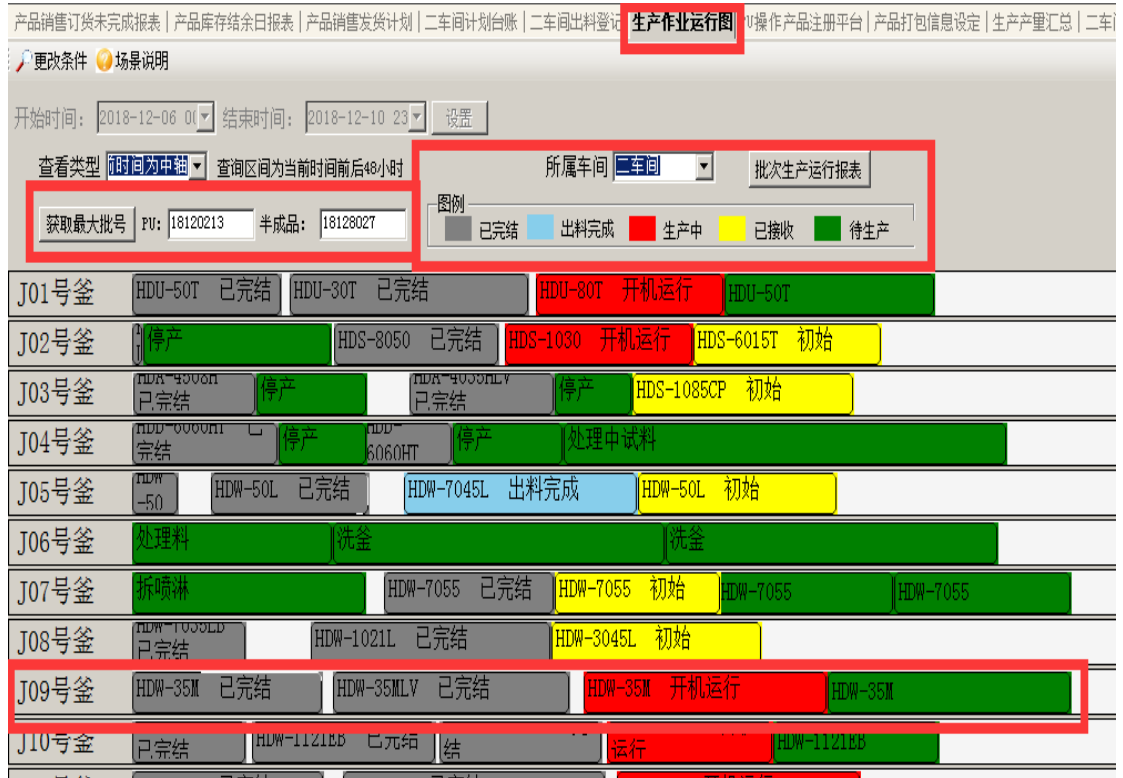 产品销售订货未完成报表 | 产品库存结余日报表 | 产品销售发货计划 | 二车间计划台账 | 二车间出料登记 生产作业运行图 操作产品注册平台 | 产品打包信息设定 | 生产产量汇总 | 二车间
更改条件 场景说明
开始时间： 2018-12-06 0 结束时间： 2018-12-10 23 设置
查看类型 时间为中轴 查询区间为当前时间前后48小时 所属车间 二车间 批次生产运行报表
获取最大批号 PU: 18120213 半成品： 18128027
图例
已完结 出料完成 生产中 已接收 待生产
J01号釜 HDU-50T 已完结 HDU-30T 已完结 HDU-80T 开机运行 HDU-50T
J02号釜 停产 HDS-8050 已完结 HDS-1030 开机运行 HDS-6015T 初始
J03号釜 HDA-4508H 已完结 停产 HDA-4035HLV 已完结 停产 HDS-1085CP 初始
J04号釜 HDD-6060HT 已完结 停产 HDD-6060HT 停产 处理中试料
J05号釜 HDW-50 HDW-50L 已完结 HDW-7045L 出料完成 HDW-50L 初始
J06号釜 处理料 洗釜 洗釜
J07号釜 拆喷淋 HDW-7055 已完结 HDW-7055 初始 HDW-7055 HDW-7055
J08号釜 已完结 HDW-1021L 已完结 HDW-3045L 初始
J09号釜 HDW-35M 已完结 HDW-35MLV 已完结 HDW-35M 开机运行 HDW-35M
J10号釜 已完结 HDW-1121EB 已完结 结 运行 HDW-1121EB